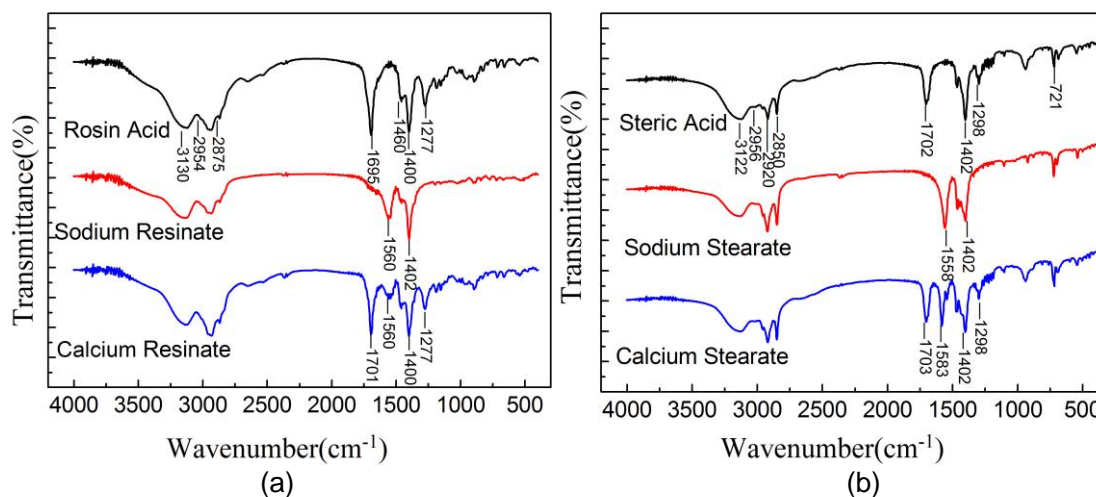 Transmittance(%)
Rosin Acid
3130
2954
2875
1695
1460
1400
1277
Sodium Resinate
1560
1402
Calcium Resinate
1701
1560
1400
1277
4000 3500 3000 2500 2000 1500 1000 500
Wavenumber(cm-1)
(a)
Transmittance(%)
Steric Acid
3122
2956
2920
2850
1702
1402
1298
721
Sodium Stearate
1558
1402
Calcium Stearate
1703
1583
1402
1298
4000 3500 3000 2500 2000 1500 1000 500
Wavenumber(cm-1)
(b)